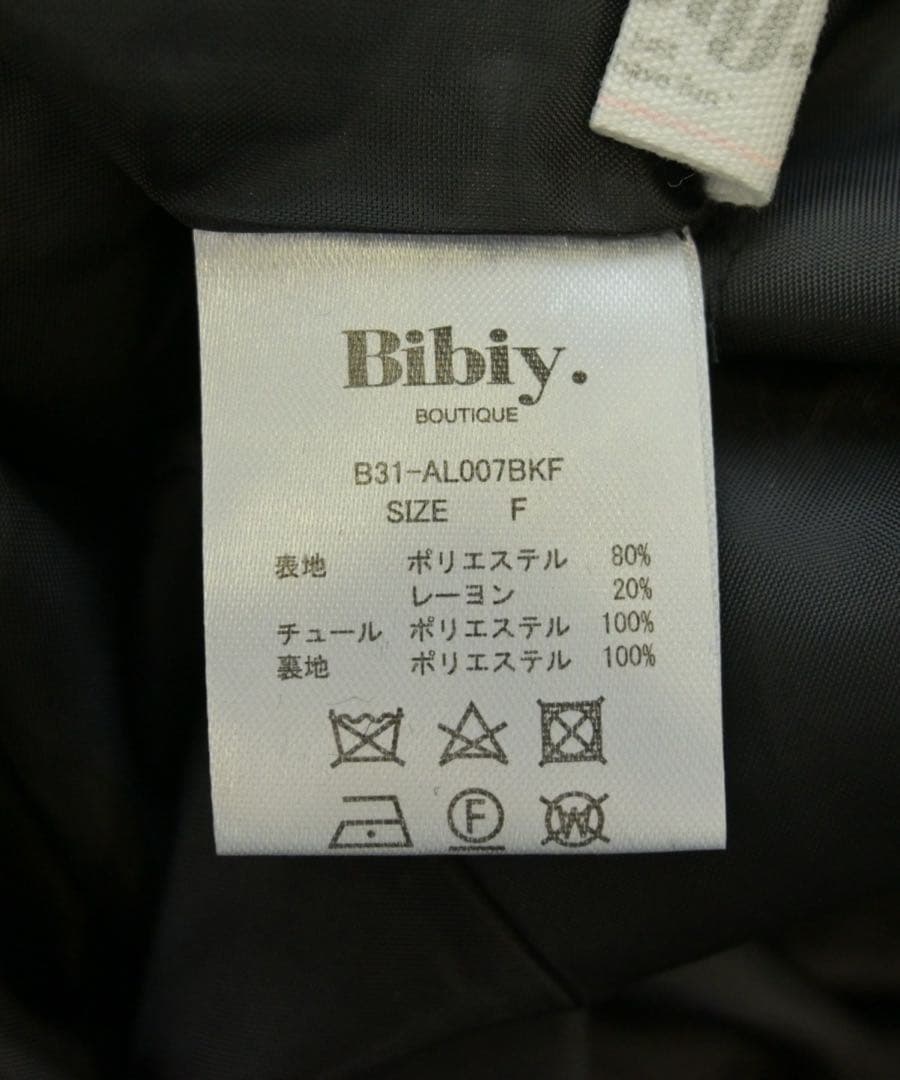 Bibiy.
BOUTIQUE
B31-AL007BKF
SIZE F
表地 ポリエステル 80%
レーヨン 20%
チュール ポリエステル 100%
裏地 ポリエステル 100%
F
W